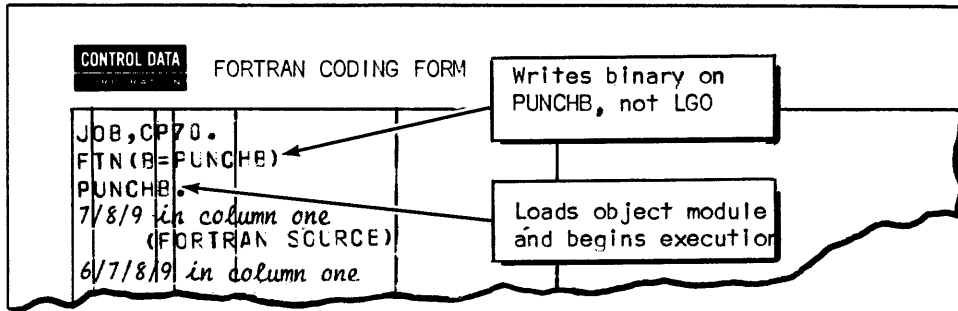 CONTROL DATA
FORTRAN CODING FORM
Writes binary on
PUNCHB, not LGO
JOB,CP70.
FTN(B=PUNCHB)
PUNCHB.
7/8/9 in column one
(FORTRAN SOURCE)
6/7/8/9 in column one
Loads object module
and begins execution